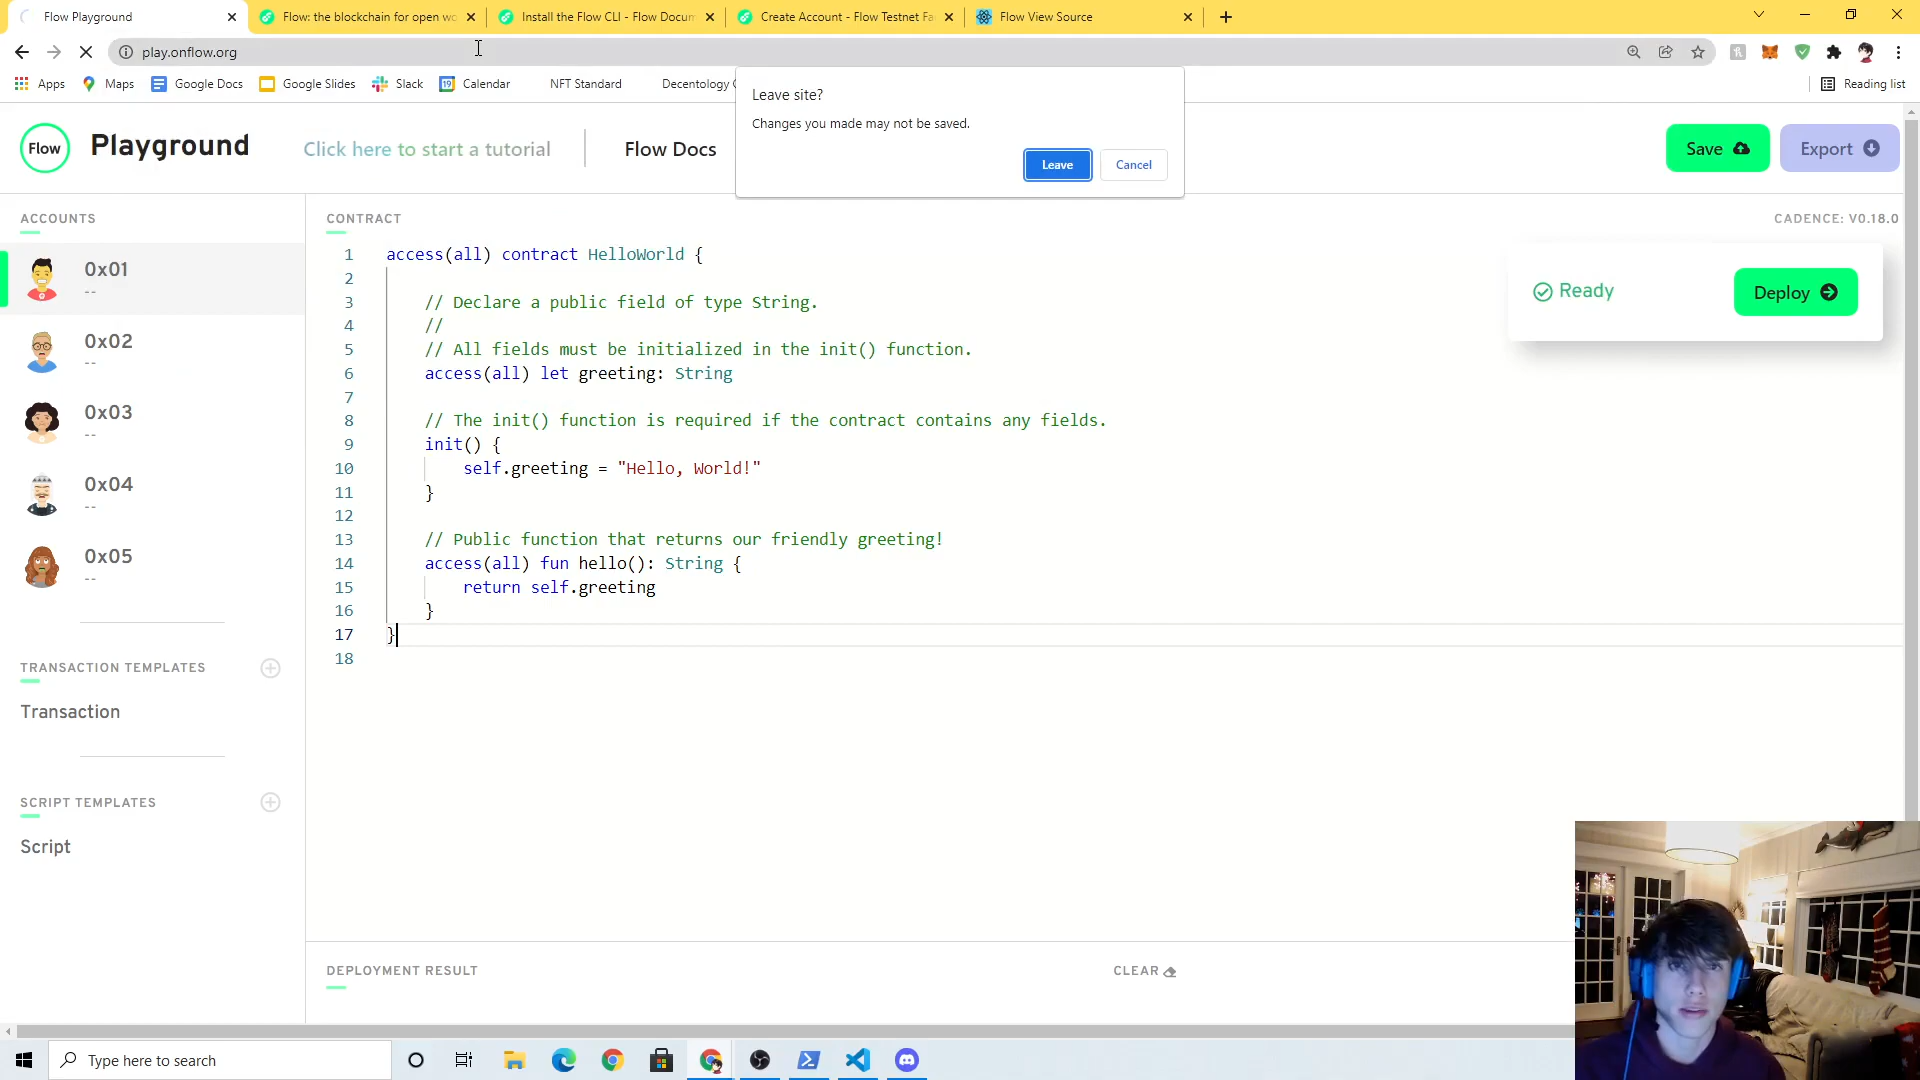 Flow Playground
Flow: the blockchain for open wo
Install the Flow CLI - Flow Docum
Create Account - Flow Testnet Fa
Flow View Source
play.onflow.org
Apps
Maps
Google Docs
Google Slides
Slack
Calendar
NFT Standard
Decentology
Reading list
Leave site?
Changes you made may not be saved.
Leave
Cancel
Flow
Playground
Click here to start a tutorial
Flow Docs
Save
Export
ACCOUNTS
0x01
--
0x02
--
0x03
--
0x04
--
0x05
--
TRANSACTION TEMPLATES
Transaction
SCRIPT TEMPLATES
Script
CONTRACT
CADENCE: V0.18.0
Ready
Deploy
1 access(all) contract HelloWorld {
2
3 // Declare a public field of type String.
4 //
5 // All fields must be initialized in the init() function.
6 access(all) let greeting: String
7
8 // The init() function is required if the contract contains any fields.
9 init() {
10 self.greeting = "Hello, World!"
11 }
12
13 // Public function that returns our friendly greeting!
14 access(all) fun hello(): String {
15 return self.greeting
16 }
17 }
18
DEPLOYMENT RESULT
CLEAR
Type here to search